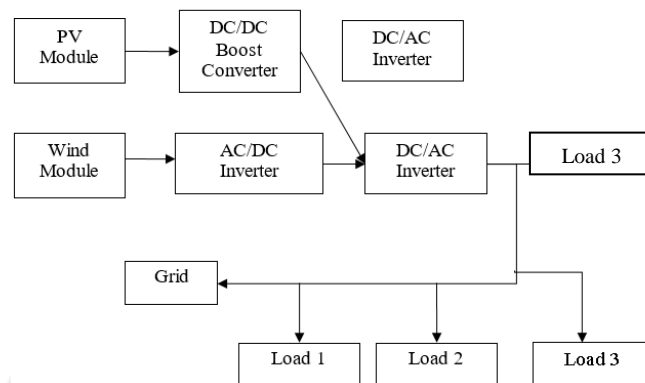 PV
Module
DC/DC
Boost
Converter
DC/AC
Inverter
Wind
Module
AC/DC
Inverter
DC/AC
Inverter
Load 3
Grid
Load 1
Load 2
Load 3